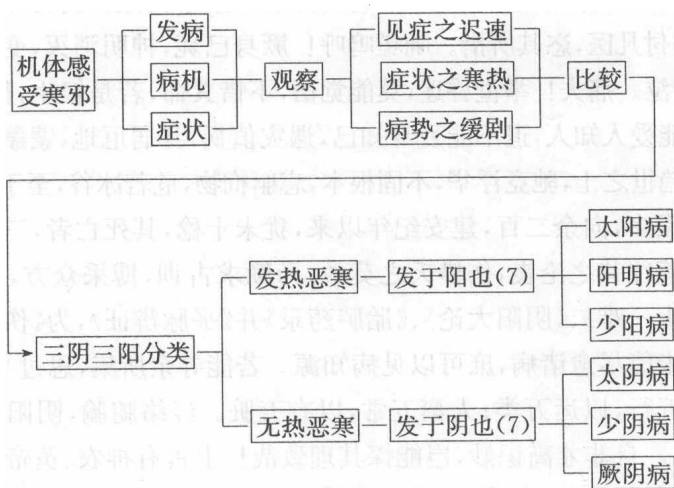 机体感
受寒邪
发病
病机
症状
观察
见症之迟速
症状之寒热
病势之缓剧
比较
三阴三阳分类
发热恶寒
发于阳也(7)
太阳病
阳明病
少阳病
无热恶寒
发于阴也(7)
太阴病
少阴病
厥阴病